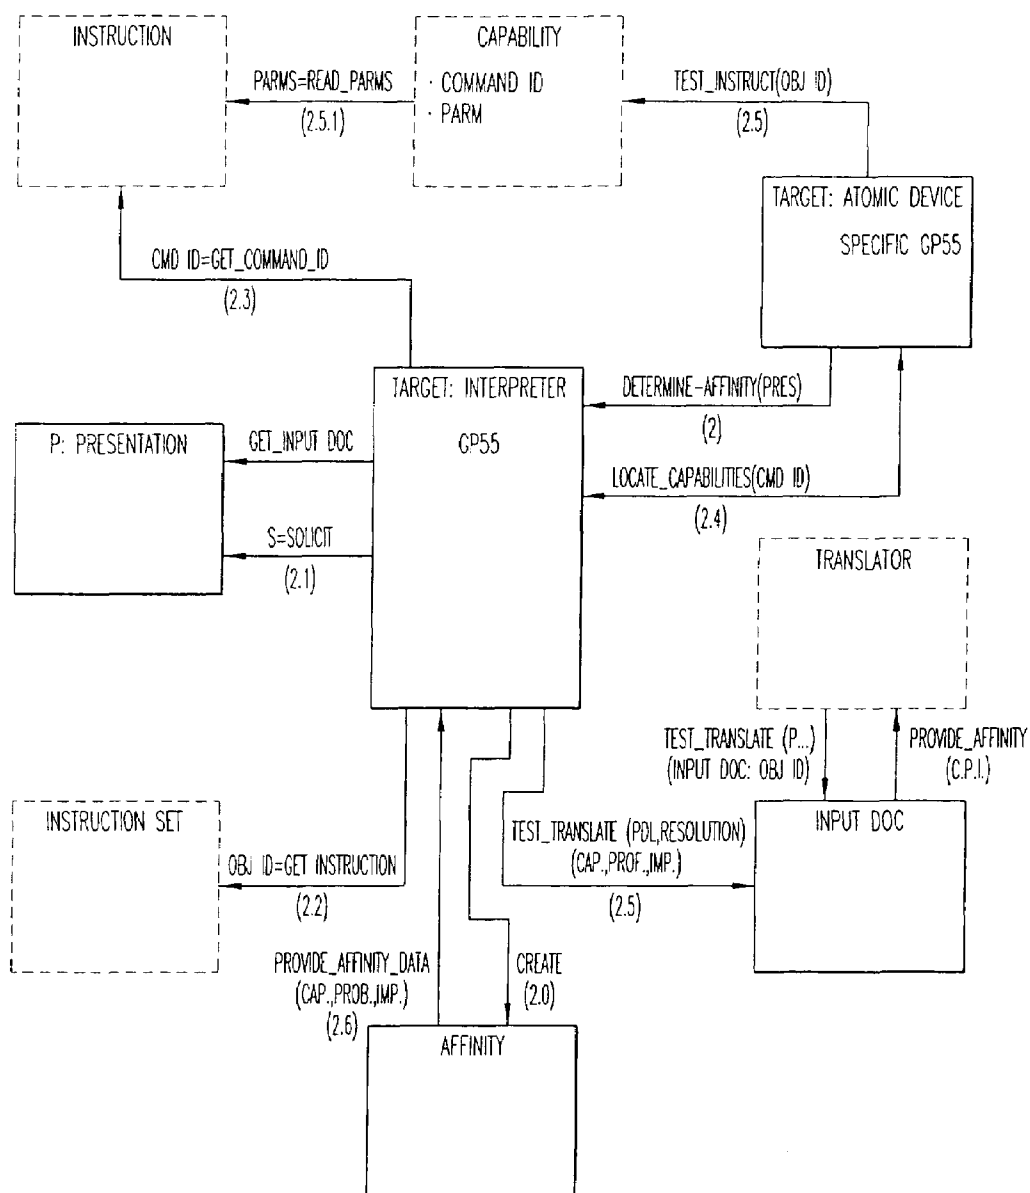 INSTRUCTION
CAPABILITY
· COMMAND ID
· PARM
PARMS=READ_PARMS
(2.5.1)
TEST_INSTRUCT(OBJ ID)
(2.5)
TARGET: ATOMIC DEVICE
SPECIFIC GP55
CMD ID=GET_COMMAND_ID
(2.3)
TARGET: INTERPRETER
GP55
DETERMINE-AFFINITY(PRES)
(2)
P: PRESENTATION
GET_INPUT DOC
LOCATE_CAPABILITIES(CMD ID)
(2.4)
S=SOLICIT
(2.1)
TRANSLATOR
TEST_TRANSLATE (P...)
(INPUT DOC: OBJ ID)
PROVIDE_AFFINITY
(C.P.I.)
INSTRUCTION SET
INPUT DOC
TEST_TRANSLATE (PDL,RESOLUTION)
(CAP.,PROF.,IMP.)
(2.5)
OBJ ID=GET INSTRUCTION
(2.2)
PROVIDE_AFFINITY_DATA
(CAP.,PROB.,IMP.)
(2.6)
CREATE
(2.0)
AFFINITY